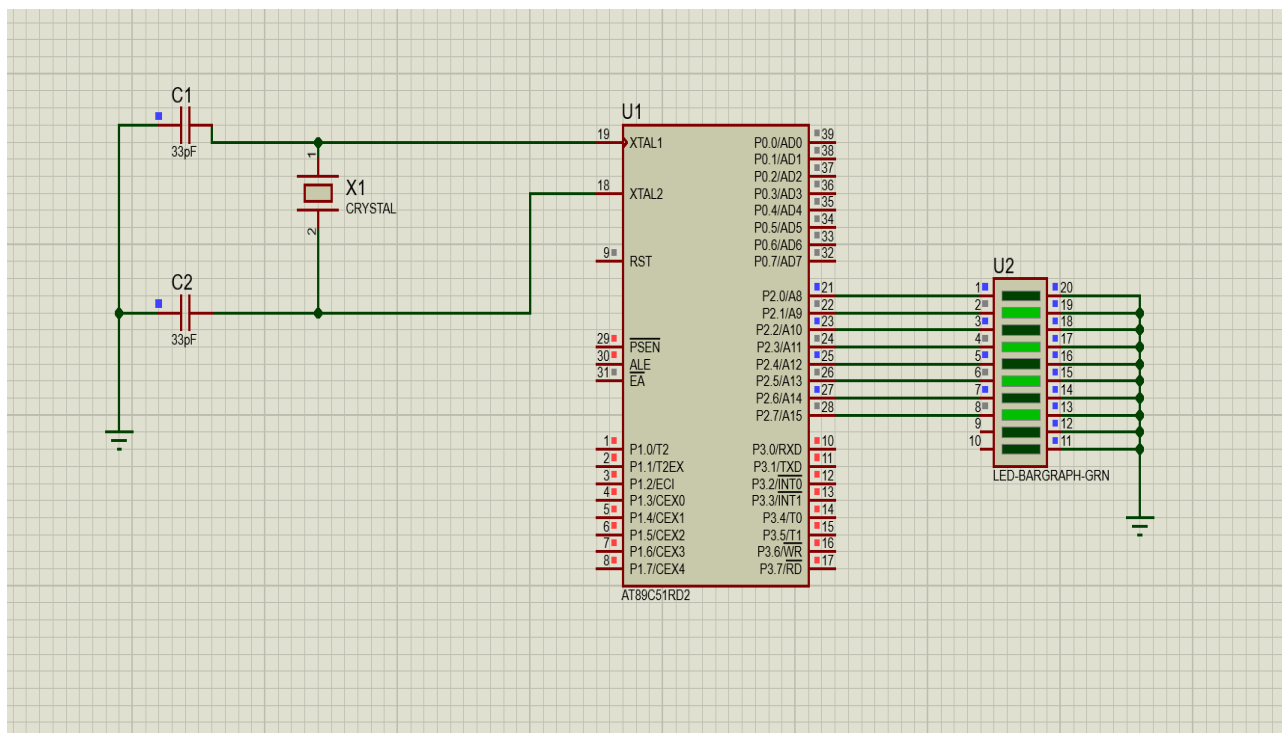 C1
33pF
1
X1
CRYSTAL
2
C2
33pF
U1
19 XTAL1
18 XTAL2
9 RST
29 PSEN
30 ALE
31 EA
1 P1.0/T2
2 P1.1/T2EX
3 P1.2/ECI
4 P1.3/CEX0
5 P1.4/CEX1
6 P1.5/CEX2
7 P1.6/CEX3
8 P1.7/CEX4
P0.0/AD0 39
P0.1/AD1 38
P0.2/AD2 37
P0.3/AD3 36
P0.4/AD4 35
P0.5/AD5 34
P0.6/AD6 33
P0.7/AD7 32
P2.0/A8 21
P2.1/A9 22
P2.2/A10 23
P2.3/A11 24
P2.4/A12 25
P2.5/A13 26
P2.6/A14 27
P2.7/A15 28
P3.0/RXD 10
P3.1/TXD 11
P3.2/INT0 12
P3.3/INT1 13
P3.4/T0 14
P3.5/T1 15
P3.6/WR 16
P3.7/RD 17
AT89C51RD2
U2
1 20
2 19
3 18
4 17
5 16
6 15
7 14
8 13
9 12
10 11
LED-BARGRAPH-GRN